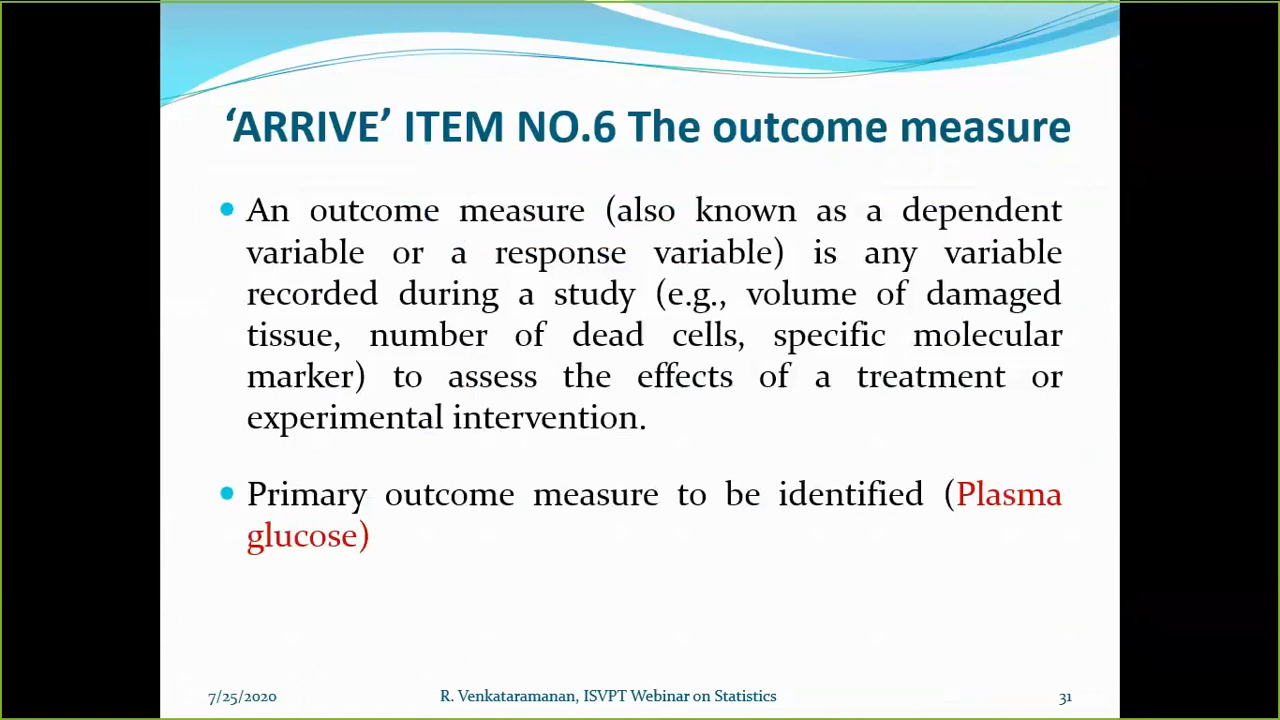 ‘ARRIVE’ ITEM NO.6 The outcome measure
An outcome measure (also known as a dependent
variable or a response variable) is any variable
recorded during a study (e.g., volume of damaged
tissue, number of dead cells, specific molecular
marker) to assess the effects of a treatment or
experimental intervention.
Primary outcome measure to be identified (Plasma
glucose)
7/25/2020
R. Venkataramanan, ISVPT Webinar on Statistics
31